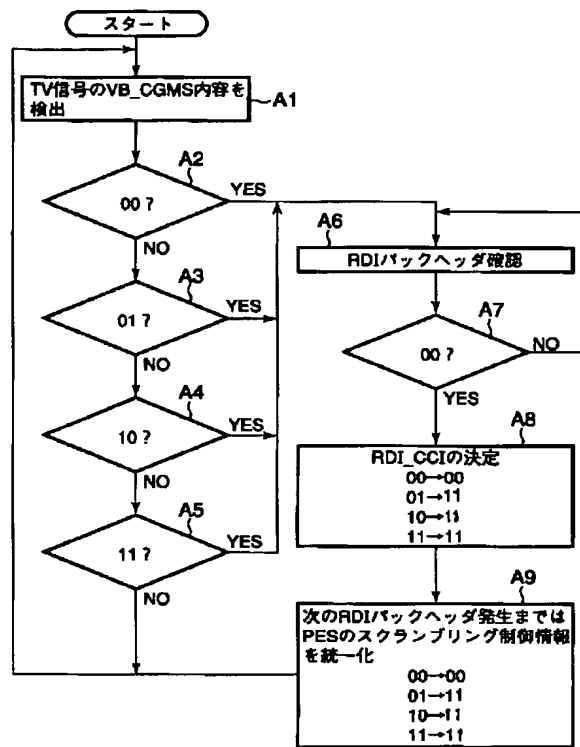 スタート
TV信号のVB_CGMS内容を
検出
A1
A2
00 ?
YES
NO
A3
01 ?
YES
NO
A4
10 ?
YES
NO
A5
11 ?
YES
NO
A6
RDIパックヘッダ確認
A7
00 ?
NO
YES
A8
RDI_CCIの決定
00→00
01→11
10→11
11→11
A9
次のRDIパックヘッダ発生までは
PESのスクランブリング制御情報
を統一化
00→00
01→11
10→11
11→11